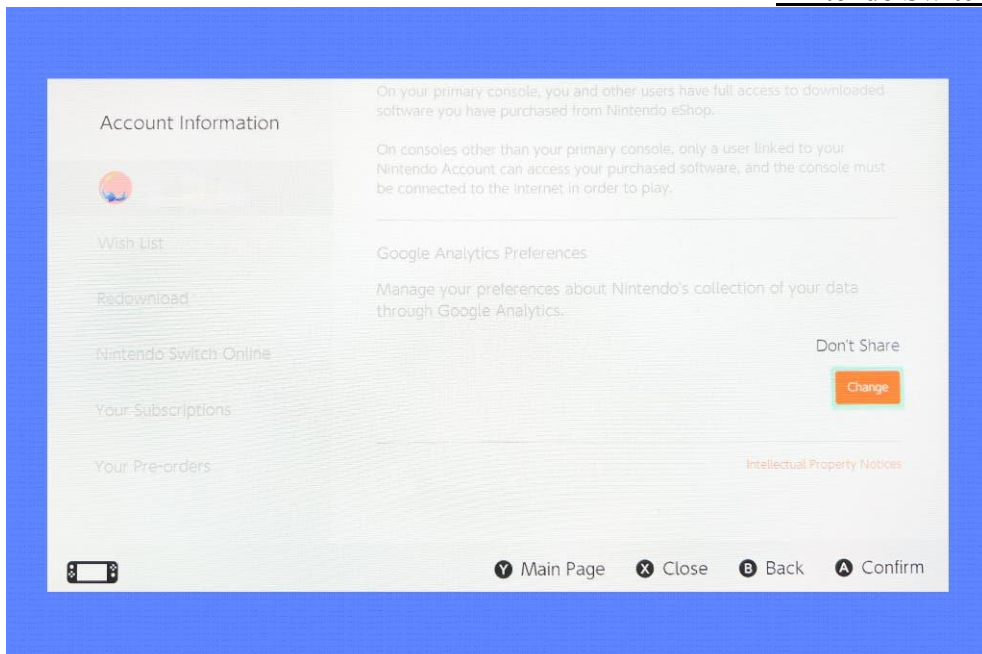 Account Information
Wish List
Redownload
Nintendo Switch Online
Your Subscriptions
Your Pre-orders
On your primary console, you and other users have full access to downloaded
software you have purchased from Nintendo eShop.
On consoles other than your primary console, only a user linked to your
Nintendo Account can access your purchased software, and the console must
be connected to the Internet in order to play.
Google Analytics Preferences
Manage your preferences about Nintendo's collection of your data
through Google Analytics.
Don't Share
Change
Intellectual Property Notices
Y Main Page X Close B Back A Confirm